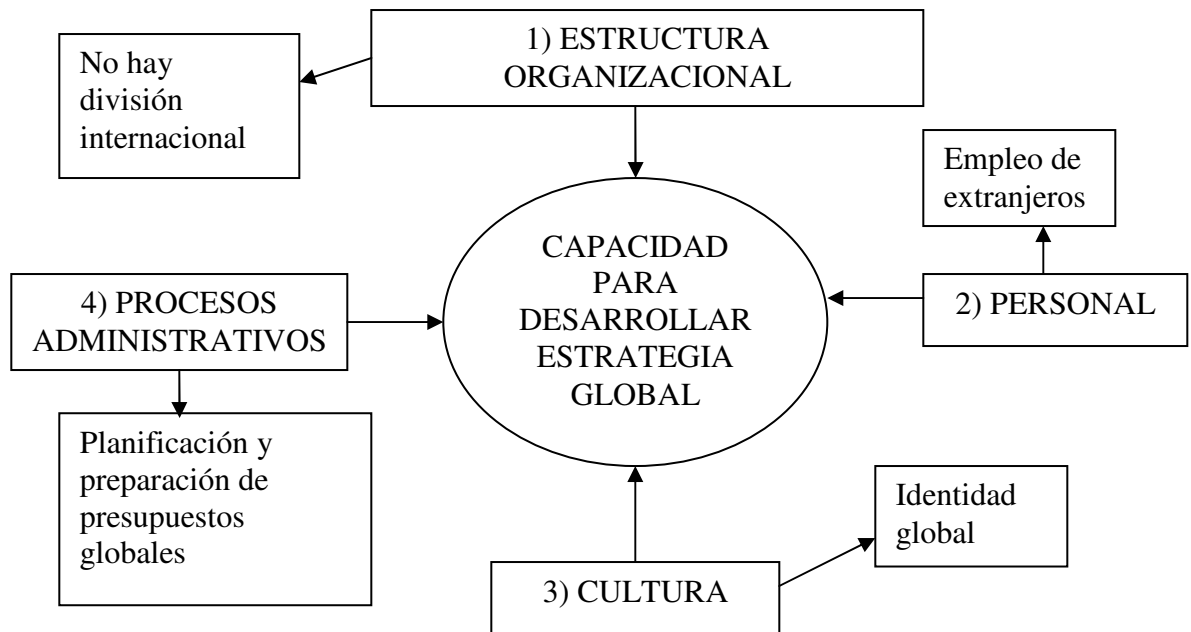 1) ESTRUCTURA
ORGANIZACIONAL
No hay
división
internacional
Empleo de
extranjeros
CAPACIDAD
PARA
DESARROLLAR
ESTRATEGIA
GLOBAL
4) PROCESOS
ADMINISTRATIVOS
2) PERSONAL
Planificación y
preparación de
presupuestos
globales
Identidad
global
3) CULTURA